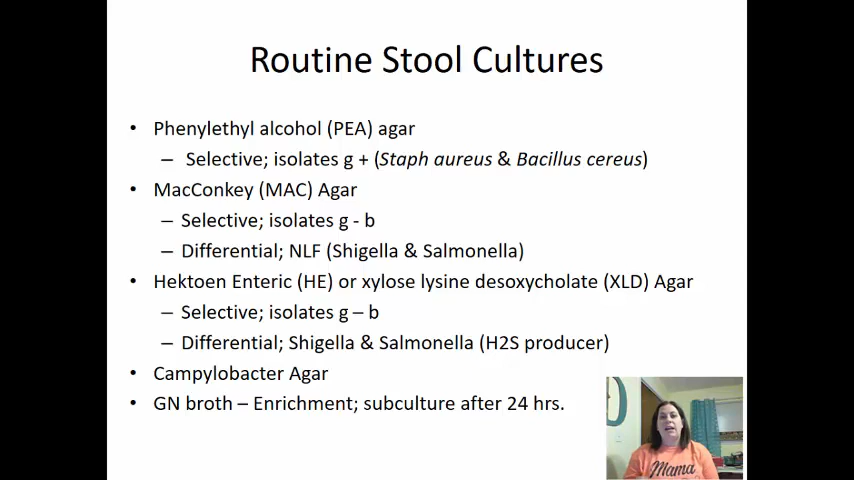 Routine Stool Cultures
• Phenylethyl alcohol (PEA) agar
– Selective; isolates g + (Staph aureus & Bacillus cereus)
• MacConkey (MAC) Agar
– Selective; isolates g - b
– Differential; NLF (Shigella & Salmonella)
• Hektoen Enteric (HE) or xylose lysine desoxycholate (XLD) Agar
– Selective; isolates g – b
– Differential; Shigella & Salmonella (H2S producer)
• Campylobacter Agar
• GN broth – Enrichment; subculture after 24 hrs.
Mama